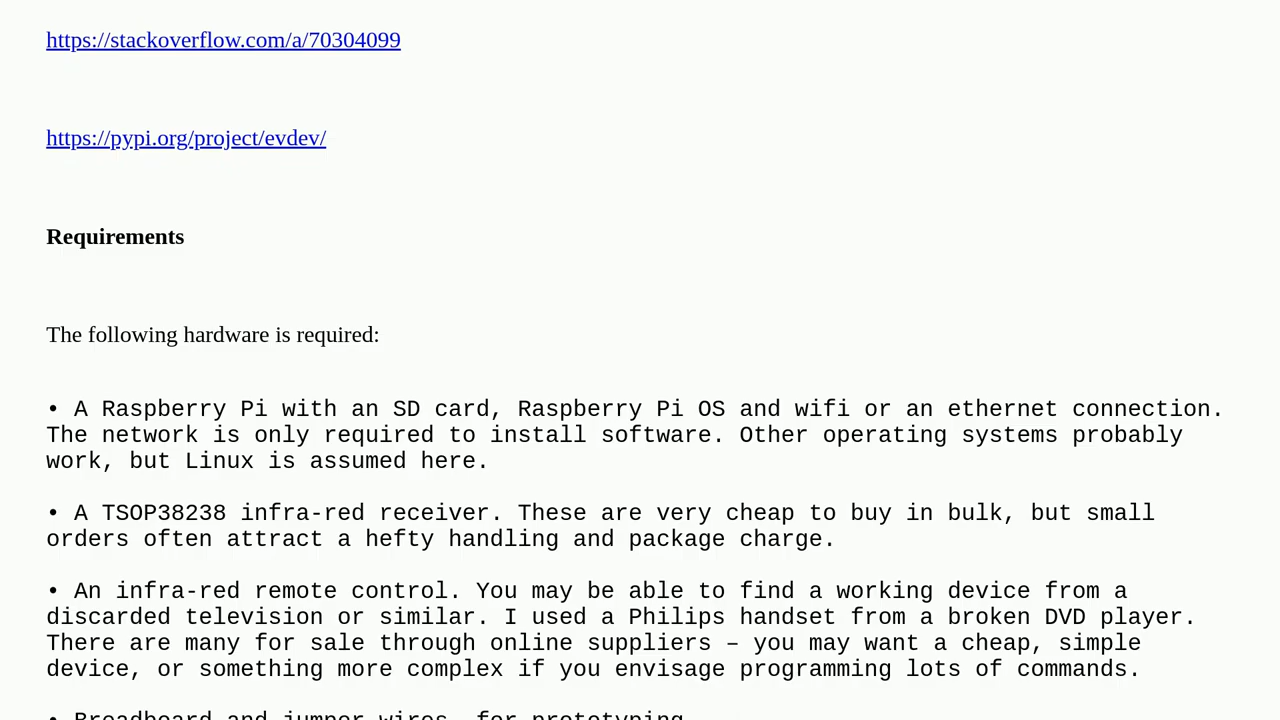 https://stackoverflow.com/a/70304099
https://pypi.org/project/evdev/
Requirements
The following hardware is required:
• A Raspberry Pi with an SD card, Raspberry Pi OS and wifi or an ethernet connection.
The network is only required to install software. Other operating systems probably
work, but Linux is assumed here.
• A TSOP38238 infra-red receiver. These are very cheap to buy in bulk, but small
orders often attract a hefty handling and package charge.
• An infra-red remote control. You may be able to find a working device from a
discarded television or similar. I used a Philips handset from a broken DVD player.
There are many for sale through online suppliers – you may want a cheap, simple
device, or something more complex if you envisage programming lots of commands.
• Breadboard and jumper wires, for prototyping